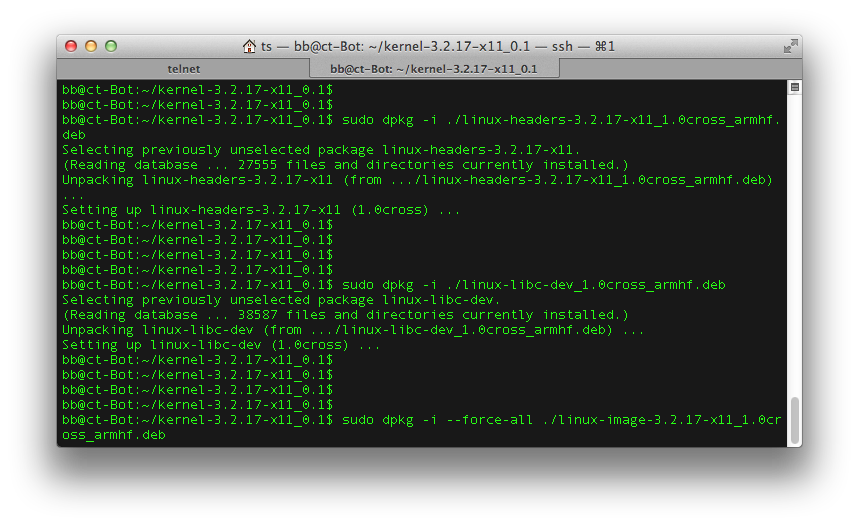 ts — bb@ct-Bot: ~/kernel-3.2.17-x11_0.1 — ssh — ⌘1
telnet
bb@ct-Bot: ~/kernel-3.2.17-x11_0.1
bb@ct-Bot:~/kernel-3.2.17-x11_0.1$
bb@ct-Bot:~/kernel-3.2.17-x11_0.1$
bb@ct-Bot:~/kernel-3.2.17-x11_0.1$ sudo dpkg -i ./linux-headers-3.2.17-x11_1.0cross_armhf.
deb
Selecting previously unselected package linux-headers-3.2.17-x11.
(Reading database ... 27555 files and directories currently installed.)
Unpacking linux-headers-3.2.17-x11 (from .../linux-headers-3.2.17-x11_1.0cross_armhf.deb)
...
Setting up linux-headers-3.2.17-x11 (1.0cross) ...
bb@ct-Bot:~/kernel-3.2.17-x11_0.1$
bb@ct-Bot:~/kernel-3.2.17-x11_0.1$
bb@ct-Bot:~/kernel-3.2.17-x11_0.1$
bb@ct-Bot:~/kernel-3.2.17-x11_0.1$
bb@ct-Bot:~/kernel-3.2.17-x11_0.1$ sudo dpkg -i ./linux-libc-dev_1.0cross_armhf.deb
Selecting previously unselected package linux-libc-dev.
(Reading database ... 38587 files and directories currently installed.)
Unpacking linux-libc-dev (from .../linux-libc-dev_1.0cross_armhf.deb) ...
Setting up linux-libc-dev (1.0cross) ...
bb@ct-Bot:~/kernel-3.2.17-x11_0.1$
bb@ct-Bot:~/kernel-3.2.17-x11_0.1$
bb@ct-Bot:~/kernel-3.2.17-x11_0.1$
bb@ct-Bot:~/kernel-3.2.17-x11_0.1$
bb@ct-Bot:~/kernel-3.2.17-x11_0.1$ sudo dpkg -i --force-all ./linux-image-3.2.17-x11_1.0cr
oss_armhf.deb